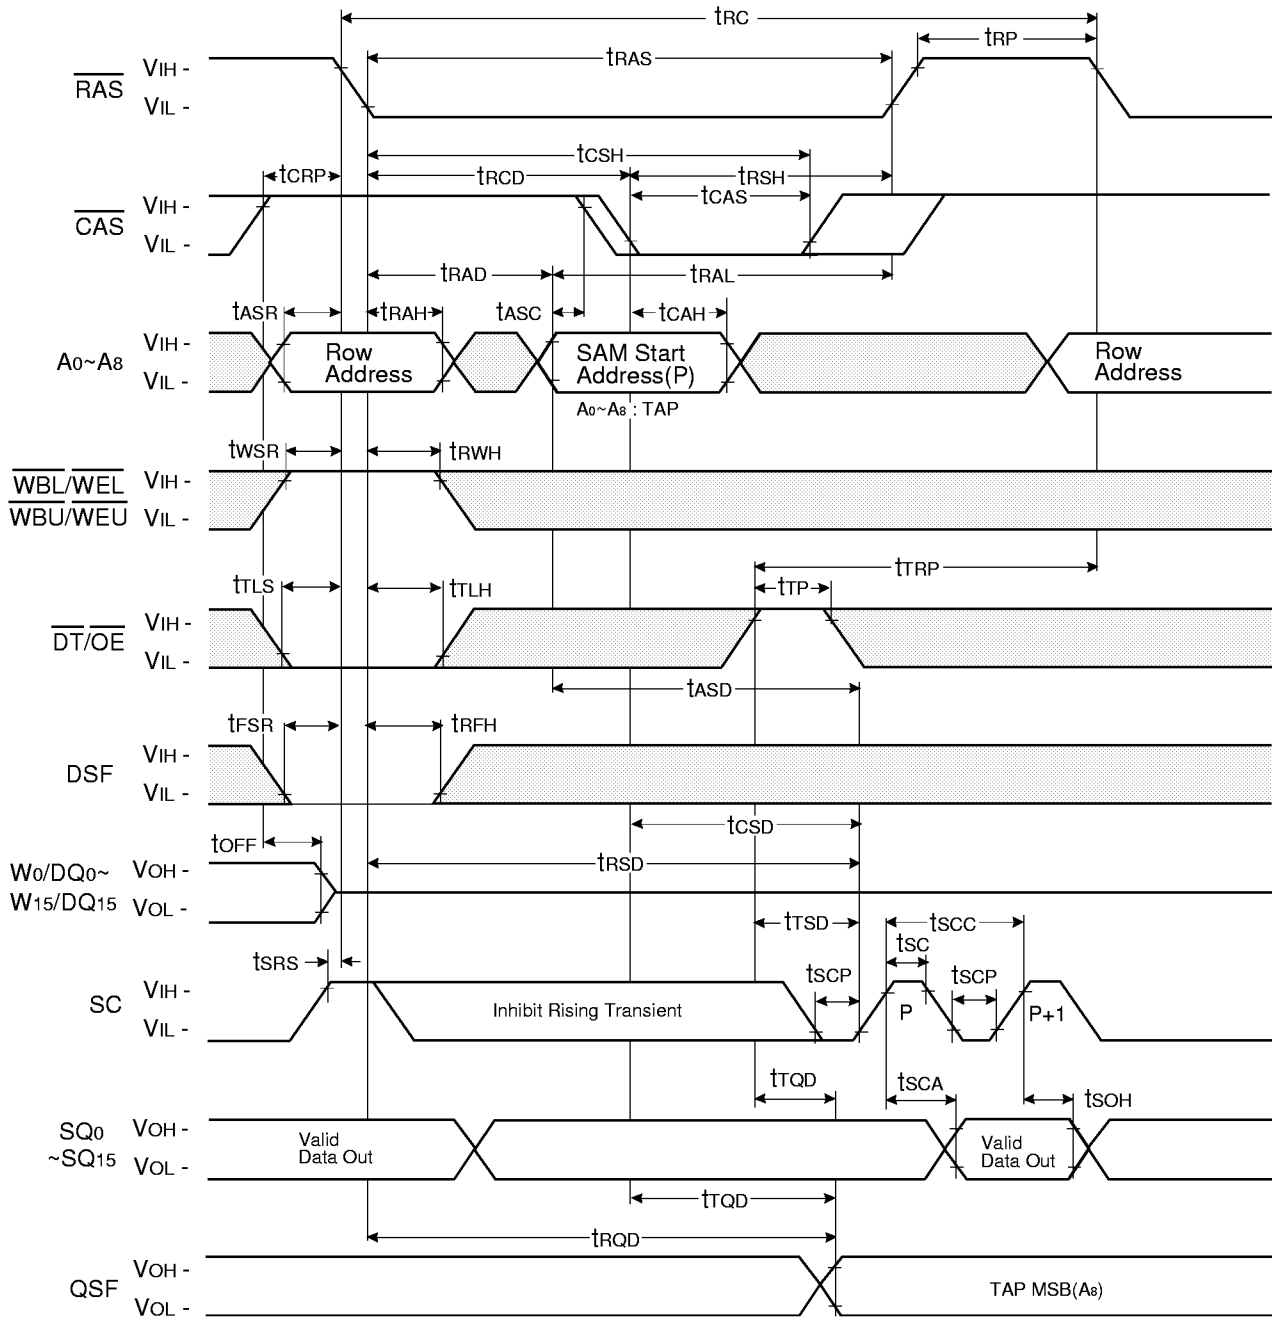 tRC
tRP
RAS VIH - tRAS
VIL -
tCSH
tCRP tRCD tRSH
CAS VIH - tCAS
VIL -
tRAD tRAL
tASR tRAH tASC tCAH
A0~A8 VIH - Row Address SAM Start Address(P) Row Address
VIL -
A0~A8 : TAP
tWSR tRWH
WBL/WEL VIH -
WBU/WEU VIL -
tTRP
tTLS tTLH tTP
DT/OE VIH -
VIL -
tASD
tFSR tRFH
DSF VIH -
VIL -
tCSD
tOFF tRSD
W0/DQ0~ VOH -
W15/DQ15 VOL -
tTSD tSCC
tSRS tSCP tSC tSCP
SC VIH - Inhibit Rising Transient P P+1
VIL -
tTQD tSCA tSOH
SQ0 VOH - Valid Data Out Valid Data Out
~SQ15 VOL -
tTQD
tRQD
QSF VOH - TAP MSB(A8)
VOL -